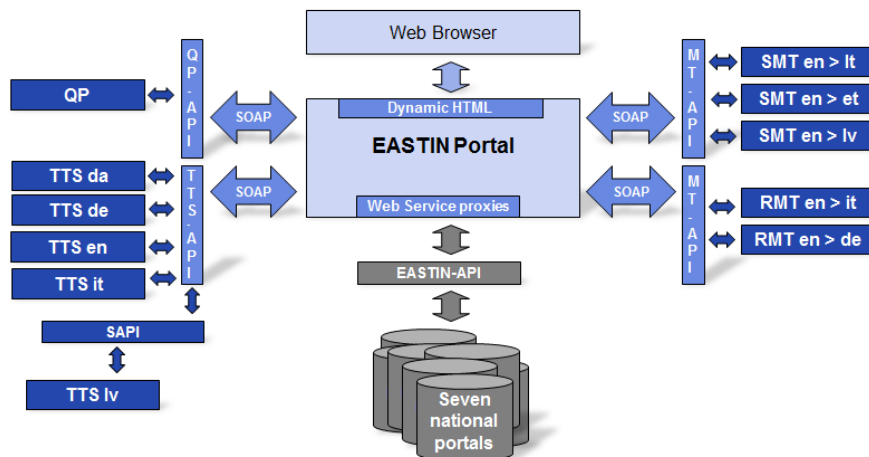 Web Browser
QP
QP-API
SOAP
Dynamic HTML
EASTIN Portal
Web Service proxies
SOAP
MT-API
SMT en > lt
SMT en > et
SMT en > lv
TTS da
TTS de
TTS en
TTS it
TTS-API
SOAP
SOAP
MT-API
RMT en > it
RMT en > de
EASTIN-API
SAPI
TTS lv
Seven
national
portals